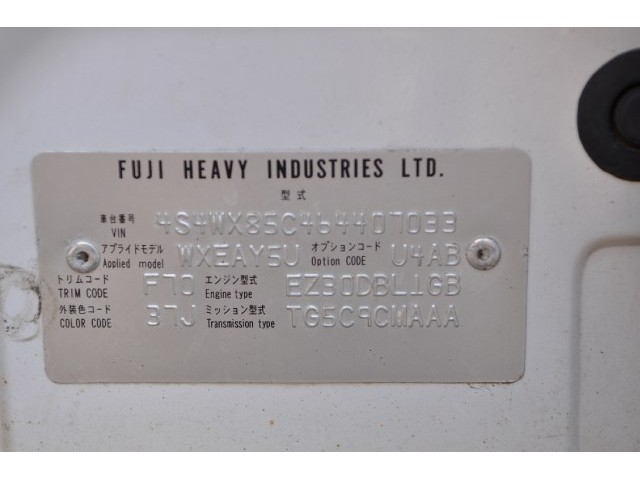 FUJI HEAVY INDUSTRIES LTD.
型式
車台番号 VIN 4S4WX85C464407033
アプライドモデル Applied model WXEAY5U オプションコード Option CODE U4AB
トリムコード TRIM CODE F70 エンジン型式 Engine type EZ30DBL1GB
外装色コード COLOR CODE 37J ミッション型式 Transmission type TG5C9CMAAA